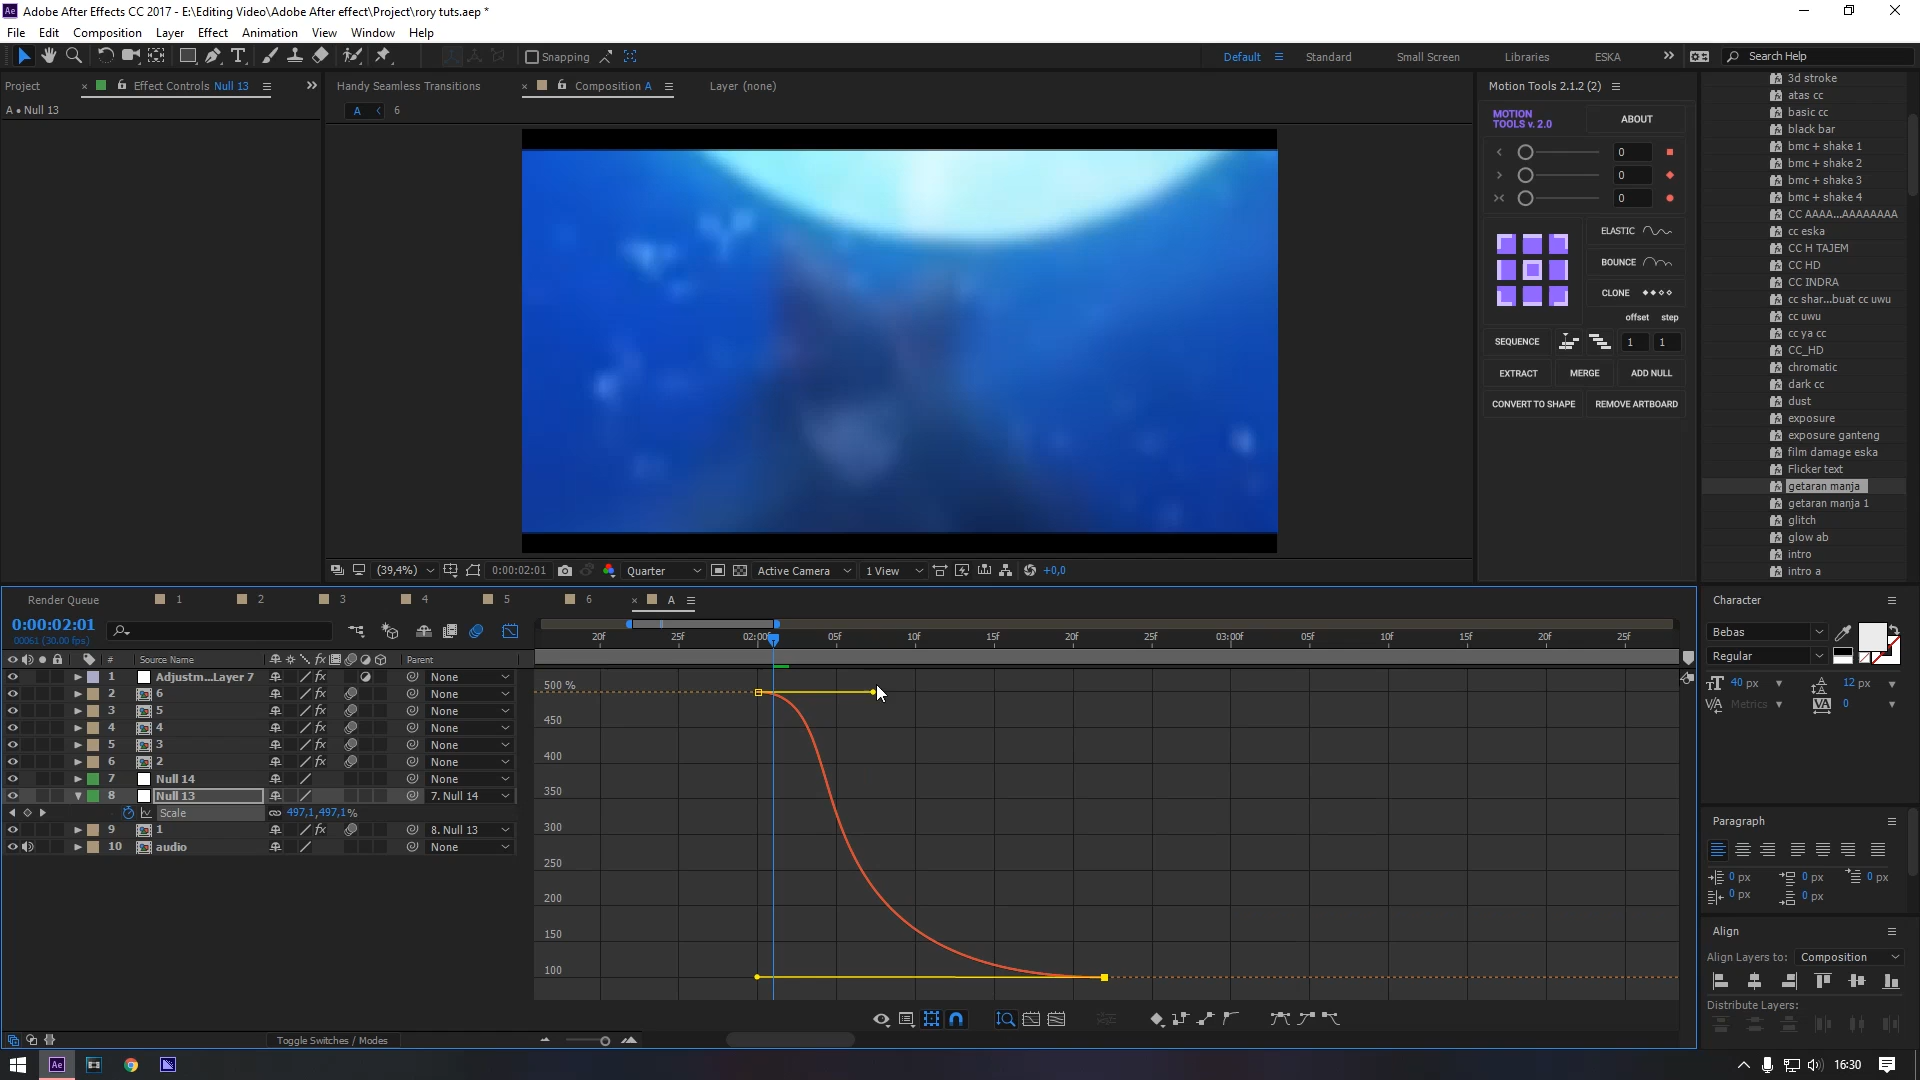 Adobe After Effects CC 2017 - E:\Editing Video\Adobe After effect\Project\rory tuts.aep *
File Edit Composition Layer Effect Animation View Window Help
Snapping
Default Standard Small Screen Libraries ESKA Search Help
Project Effect Controls Null 13
A • Null 13
Handy Seamless Transitions Composition A Layer (none)
A 6
(39,4%) 0:00:02:01 Quarter Active Camera 1 View +0,0
Motion Tools 2.1.2 (2)
MOTION
TOOLS v. 2.0
ABOUT
0
0
0
ELASTIC
BOUNCE
CLONE
offset step
SEQUENCE 1 1
EXTRACT MERGE ADD NULL
CONVERT TO SHAPE REMOVE ARTBOARD
3d stroke
atas cc
basic cc
black bar
bmc + shake 1
bmc + shake 2
bmc + shake 3
bmc + shake 4
CC AAAA...AAAAAAAA
cc eska
CC H TAJEM
CC HD
CC INDRA
cc shar...buat cc uwu
cc uwu
cc ya cc
CC_HD
chromatic
dark cc
dust
exposure
exposure ganteng
film damage eska
Flicker text
getaran manja
getaran manja 1
glitch
glow ab
intro
intro a
Render Queue 1 2 3 4 5 6 A
0:00:02:01
00061 (30.00 fps)
# Source Name Parent
1 Adjustm...Layer 7 None
2 6 None
3 5 None
4 4 None
5 3 None
6 2 None
7 Null 14 None
8 Null 13 7. Null 14
Scale 497,1,497,1%
9 1 8. Null 13
10 audio None
20f 25f 02:00f 05f 10f 15f 20f 25f 03:00f 05f 10f 15f 20f 25f
500 %
450
400
350
300
250
200
150
100
Toggle Switches / Modes
Character
Bebas
Regular
40 px 12 px
Metrics 0
Paragraph
0 px 0 px 0 px
0 px 0 px
Align
Align Layers to: Composition
Distribute Layers:
16:30